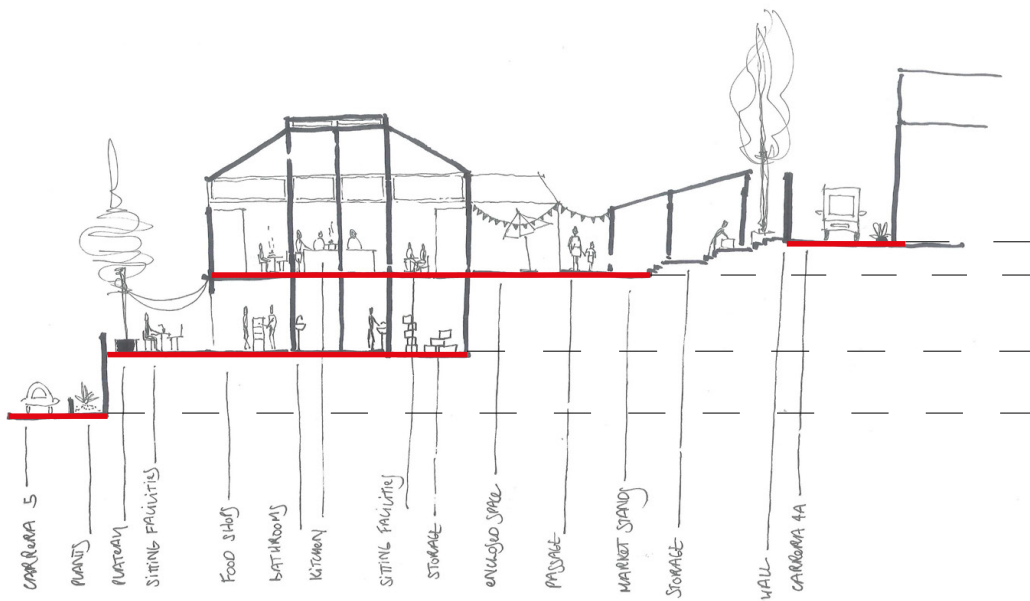 CARRERA 5
PLANTS
PLATEAU
SITTING FACILITIES
FOOD SHOPS
BATHROOMS
KITCHEN
SITTING FACILITIES
STORAGE
ENCLOSED SPACE
PASSAGE
MARKET STANDS
STORAGE
WALL
CARRERA 4A